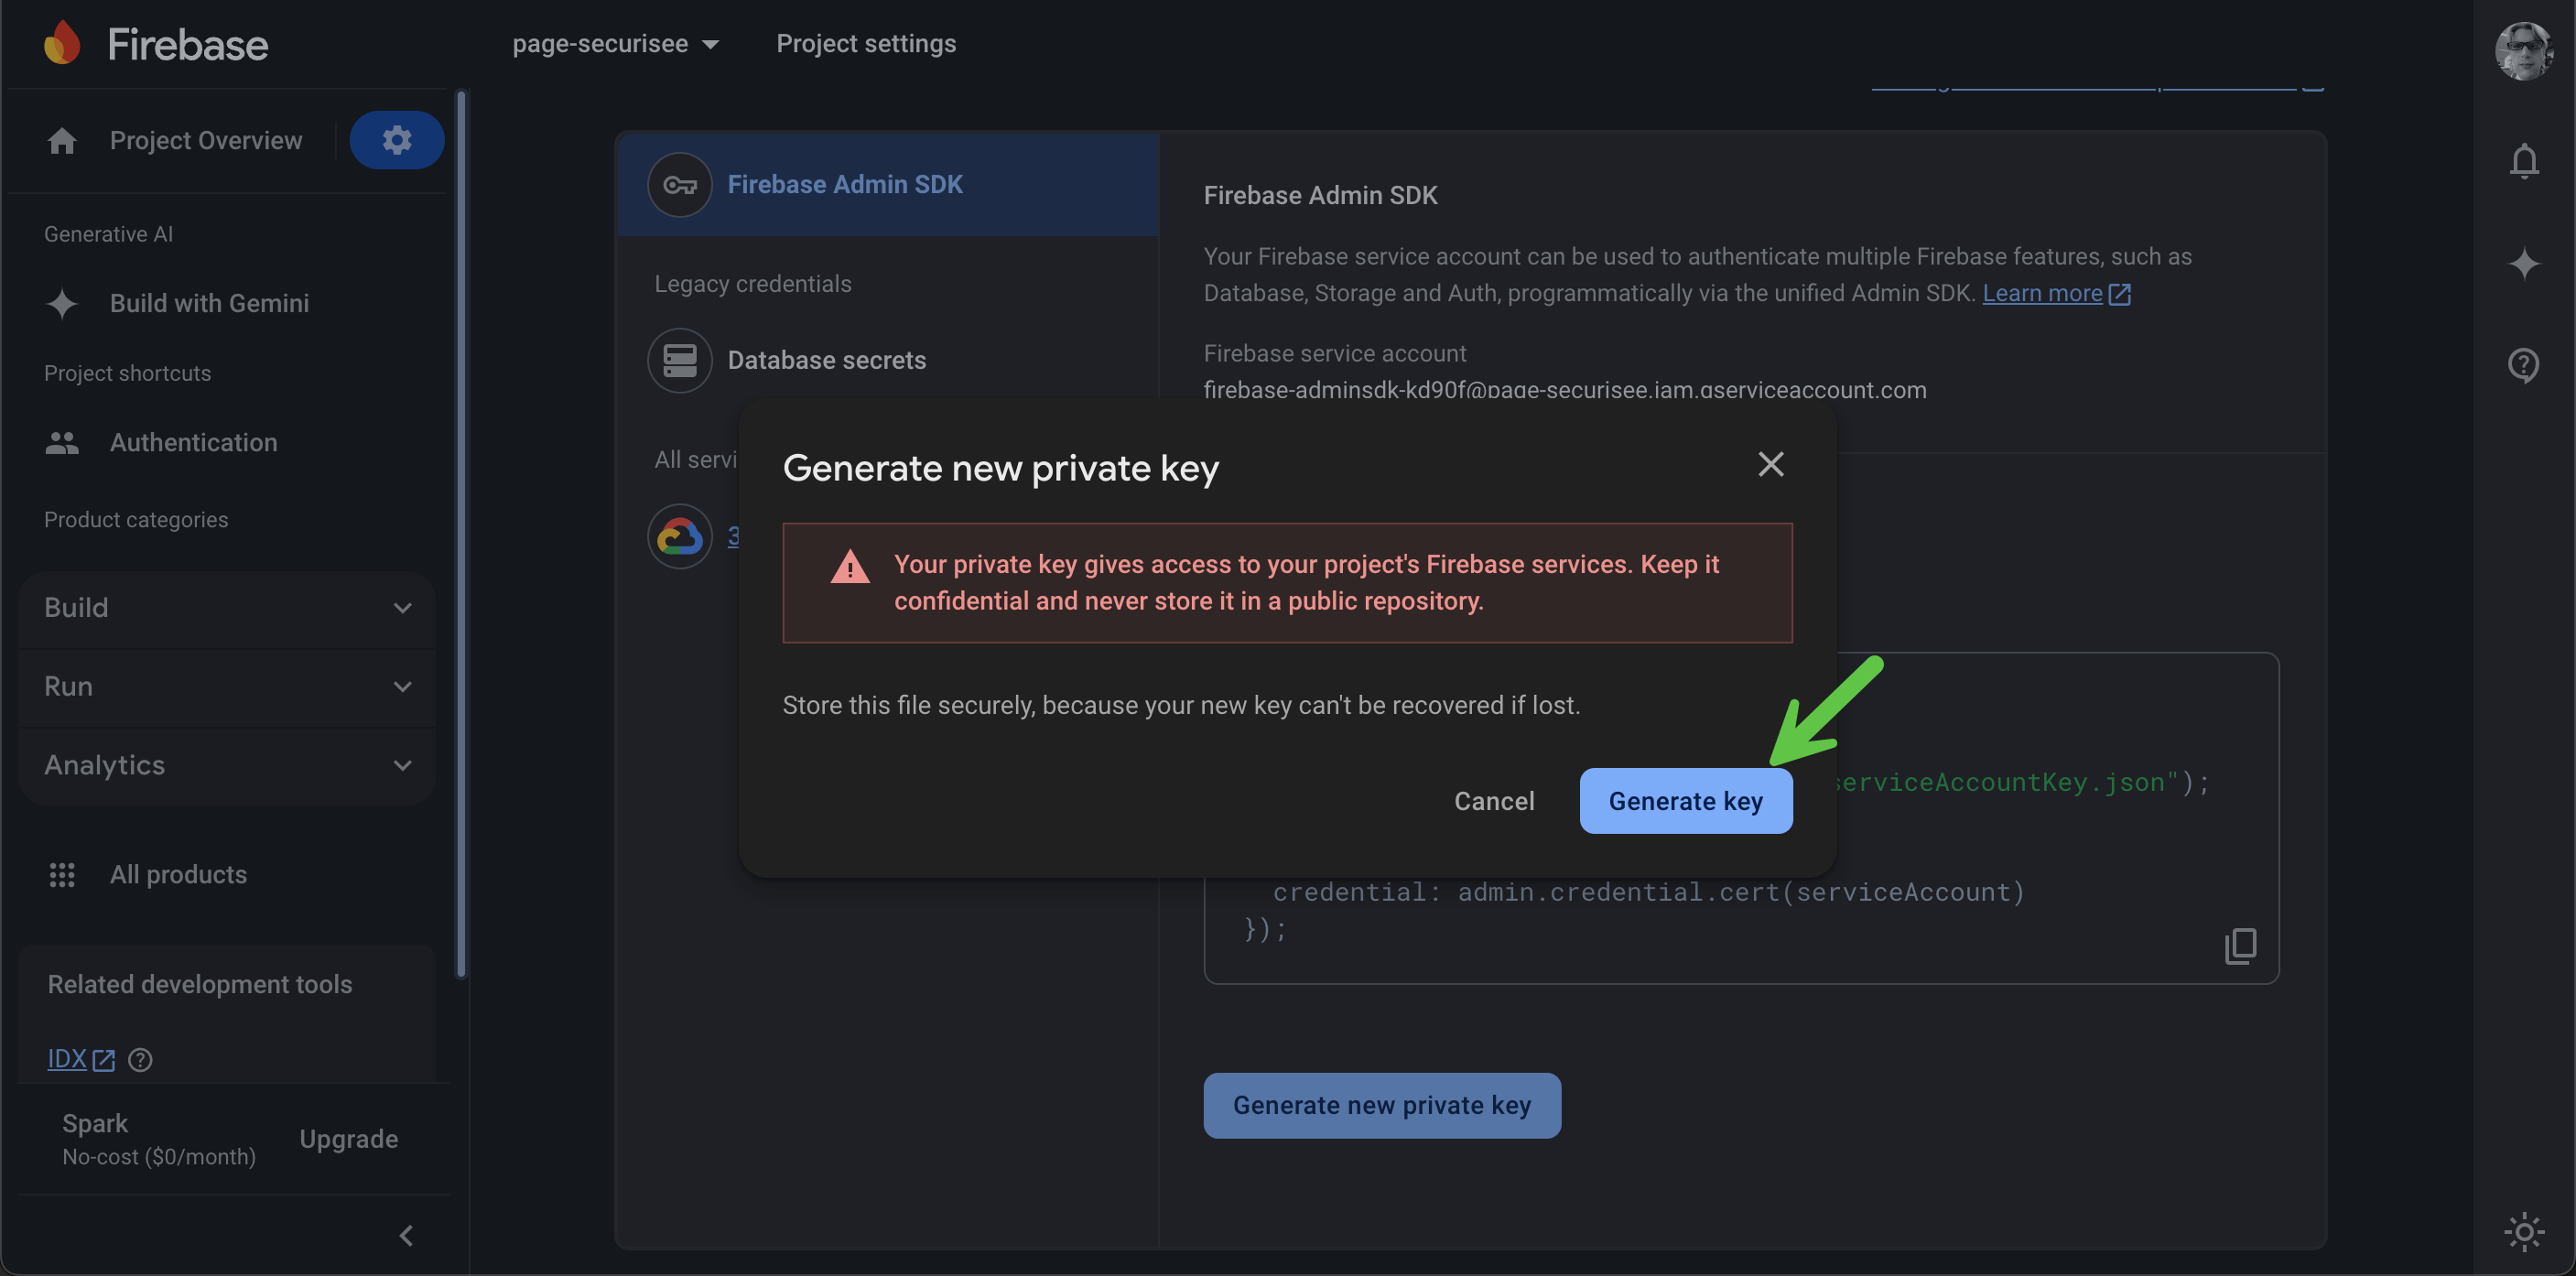 Firebase
page-securisee
Project settings
Project Overview
Generative AI
Build with Gemini
Project shortcuts
Authentication
Product categories
Build
Run
Analytics
All products
Related development tools
IDX
Spark
No-cost ($0/month)
Upgrade
Firebase Admin SDK
Legacy credentials
Database secrets
All servi
3
Firebase Admin SDK
Your Firebase service account can be used to authenticate multiple Firebase features, such as
Database, Storage and Auth, programmatically via the unified Admin SDK. Learn more
Firebase service account
firebase-adminsdk-kd90f@page-securisee.iam.gserviceaccount.com
Generate new private key
Your private key gives access to your project's Firebase services. Keep it
confidential and never store it in a public repository.
Store this file securely, because your new key can't be recovered if lost.
Cancel
Generate key
serviceAccountKey.json");
credential: admin.credential.cert(serviceAccount)
});
Generate new private key